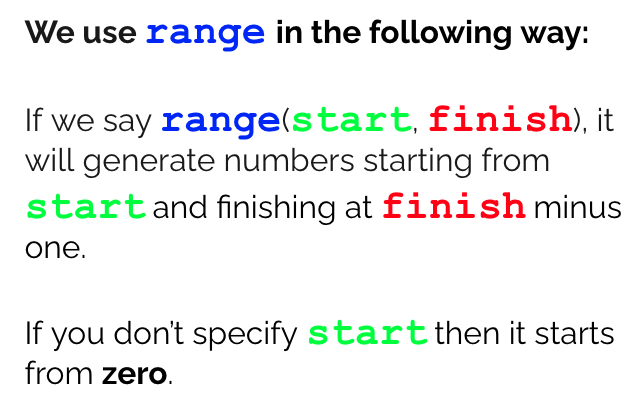 We use range in the following way:
If we say range(start, finish), it
will generate numbers starting from
start and finishing at finish minus
one.
If you don’t specify start then it starts
from zero.